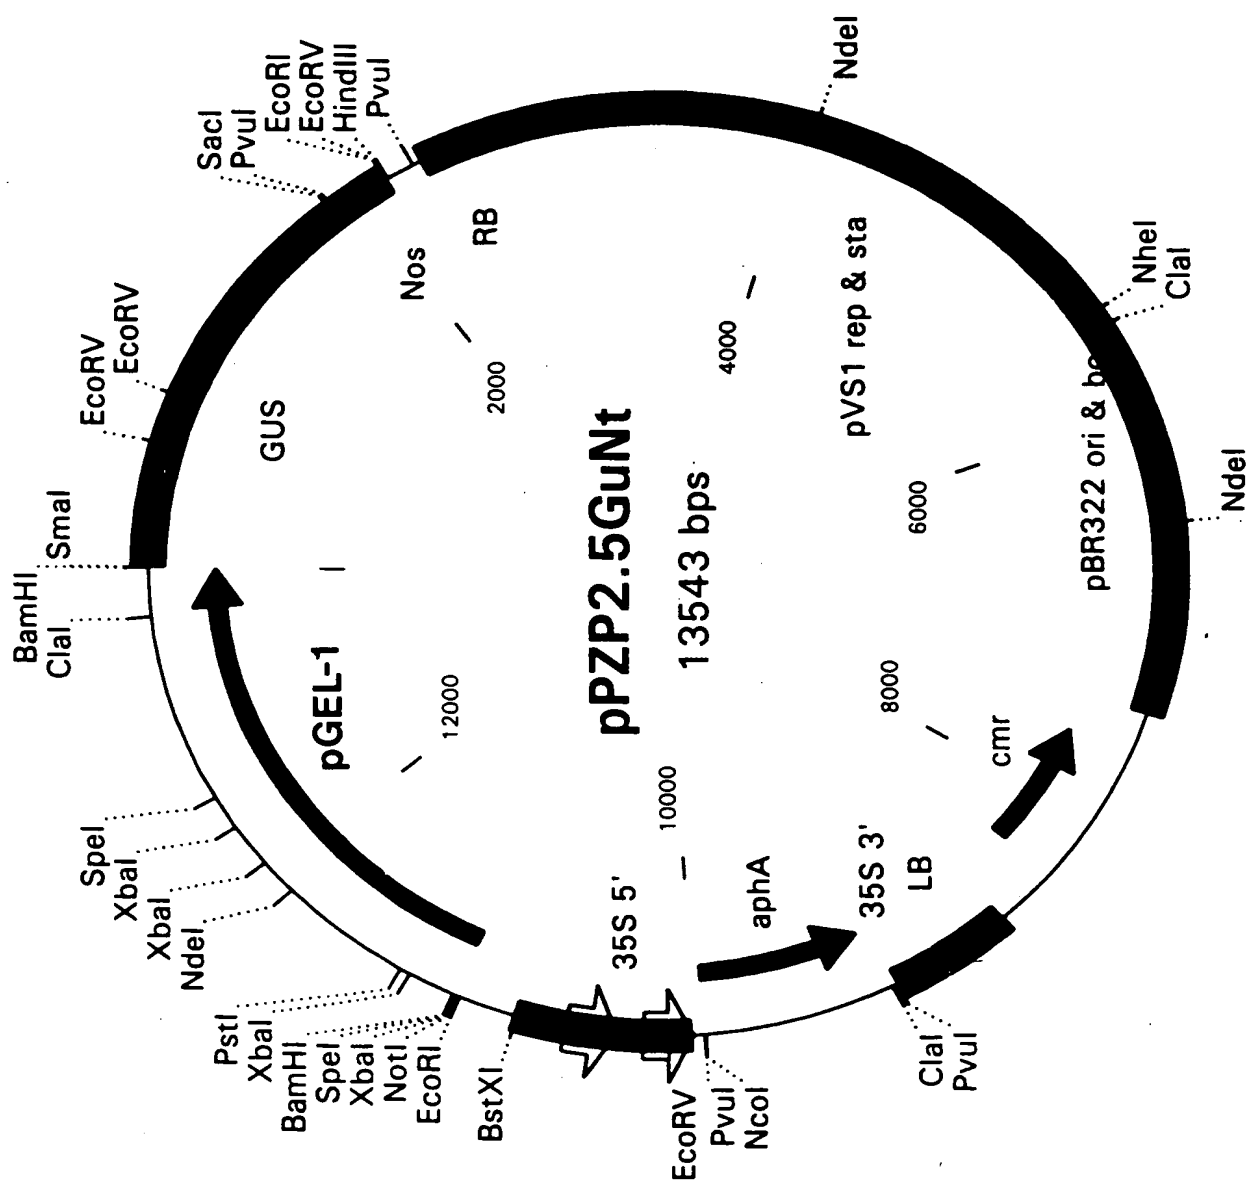 pPZP2.5GuNt
13543 bps
NdeI
NheI
ClaI
NdeI
ClaI
PvuI
EcoRV
PvuI
NcoI
BstXI
PstI
XbaI
BamHI
SpeI
XbaI
NotI
EcoRI
SpeI
XbaI
XbaI
NdeI
BamHI
ClaI
SmaI
EcoRV
EcoRV
SacI
PvuI
EcoRI
EcoRV
HindIII
PvuI
GUS
Nos
RB
pVS1 rep & sta
pBR322 ori & bo
cmr
LB
35S 3'
aphA
35S 5'
pGEL-1
2000
4000
6000
8000
10000
12000